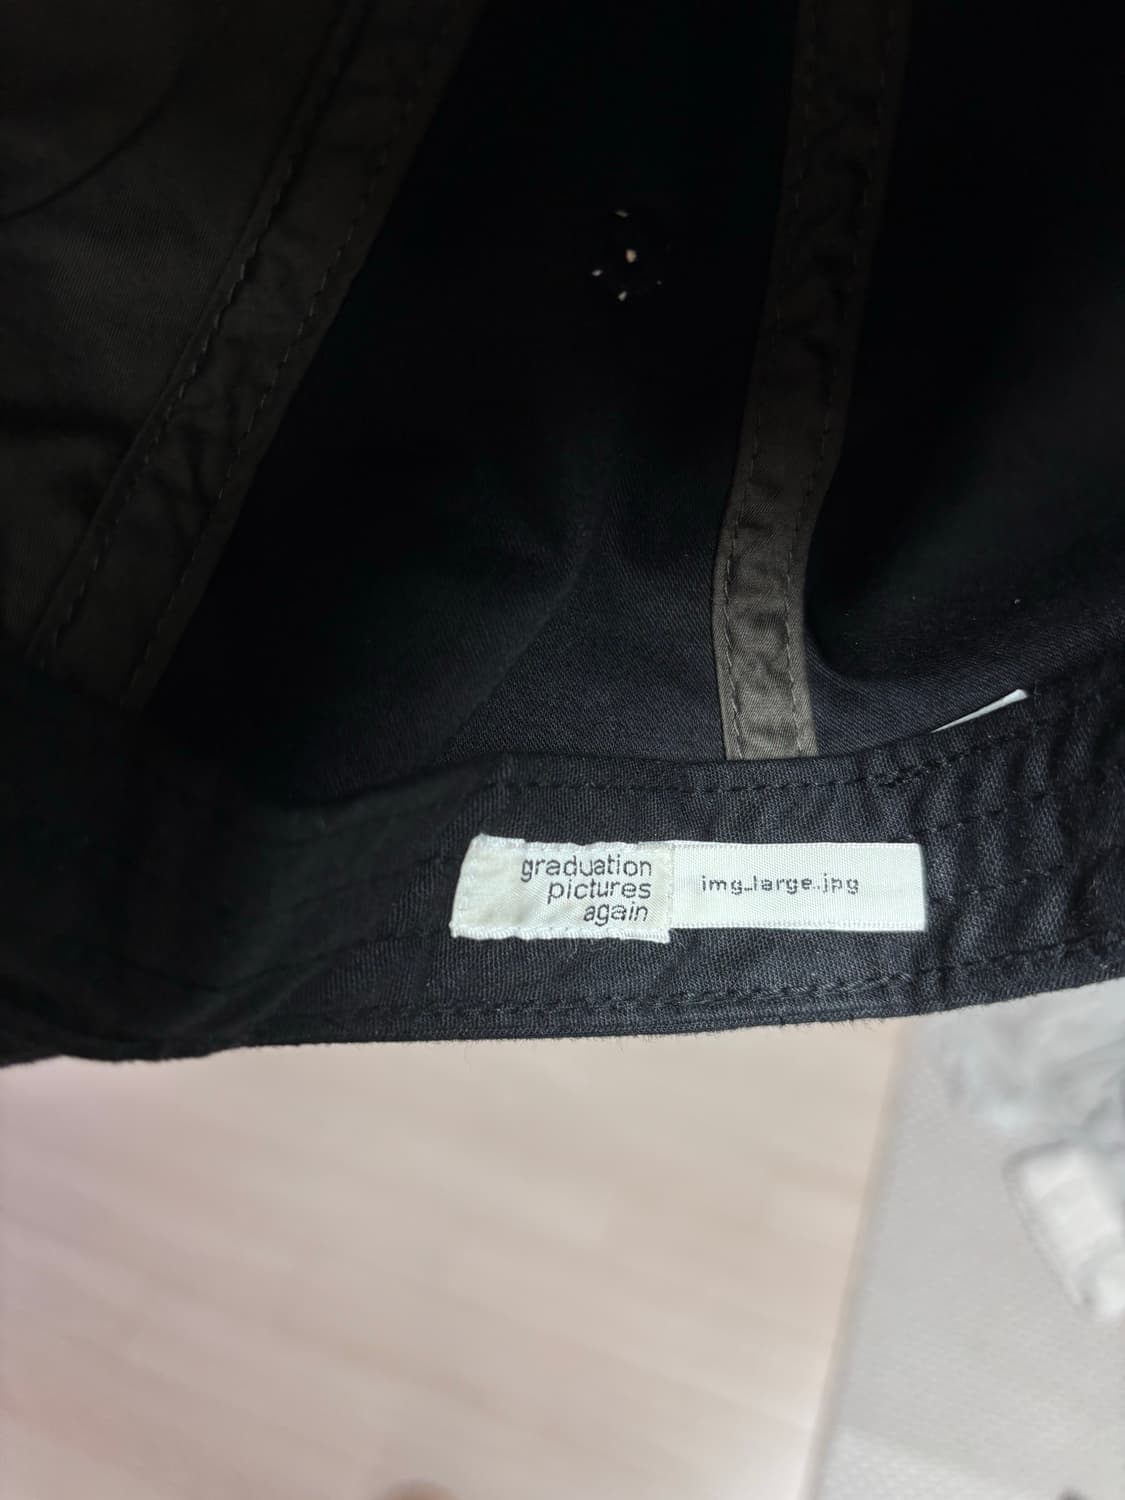 graduation
pictures
again
img_large.jpg